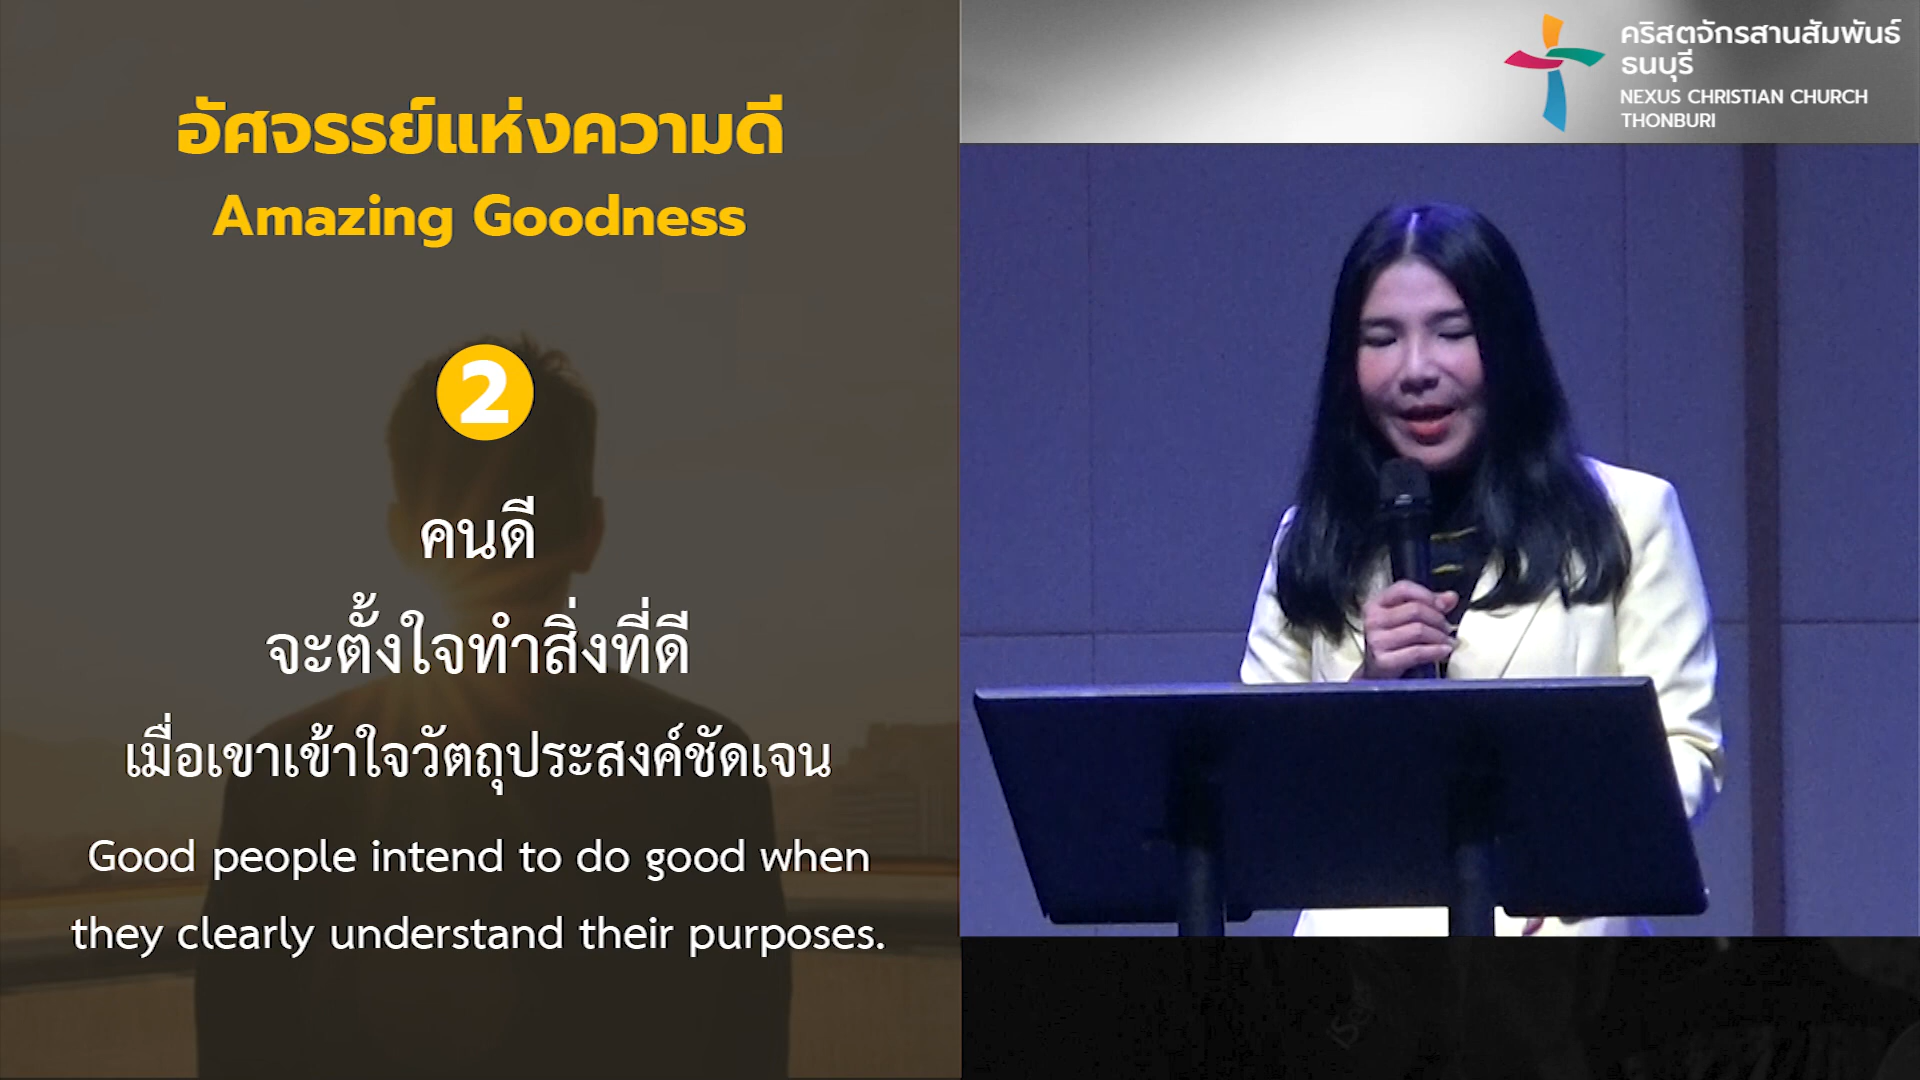 อัศจรรย์แห่งความดี
Amazing Goodness
2
คนดี
จะตั้งใจทำสิ่งที่ดี
เมื่อเขาเข้าใจวัตถุประสงค์ชัดเจน
Good people intend to do good when
they clearly understand their purposes.
คริสตจักรสานสัมพันธ์
ธนบุรี
NEXUS CHRISTIAN CHURCH
THONBURI